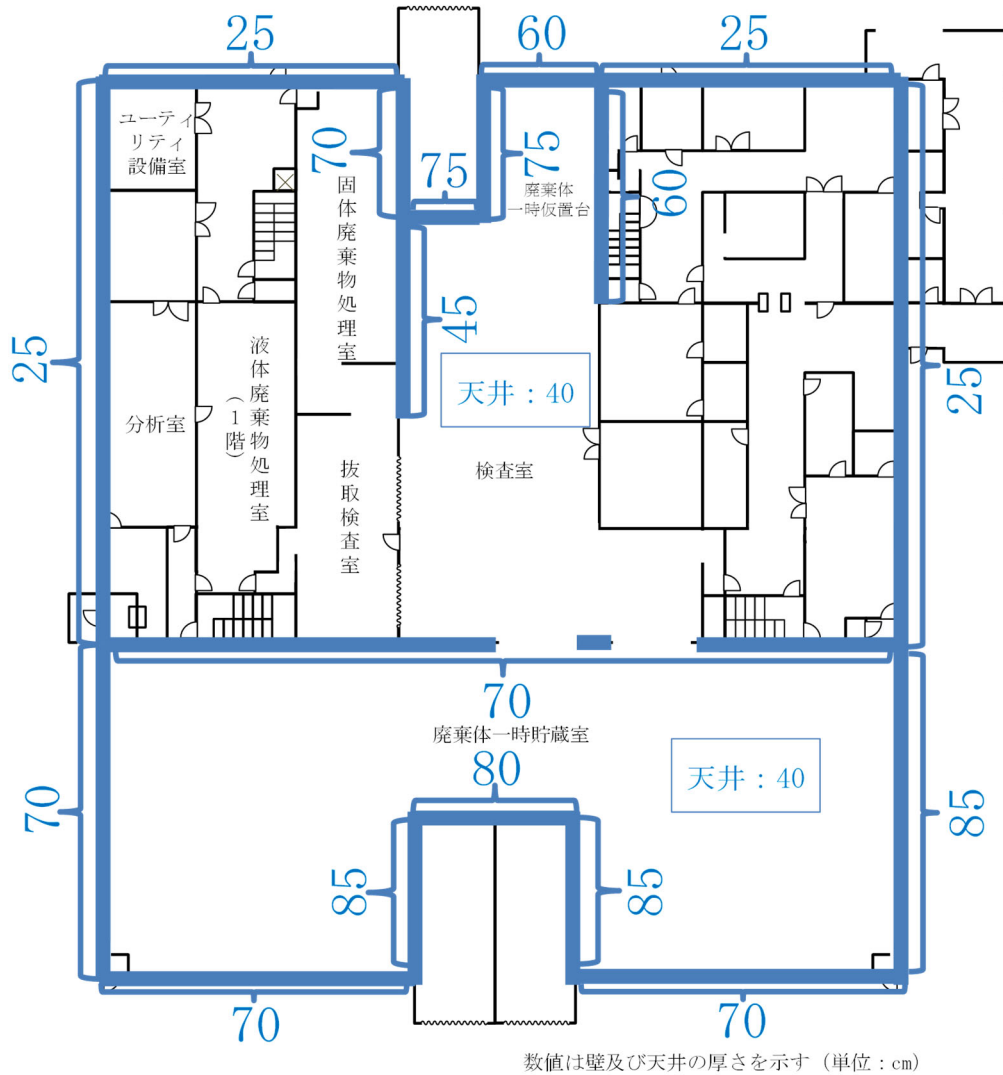 25
60
25
ユーティ
リティ
設備室
70
75
75
固体廃棄物処理室
廃棄体
一時仮置台
60
25
45
25
液体廃棄物処理室
(1階)
天井：40
分析室
抜取検査室
検査室
70
廃棄体一時貯蔵室
天井：40
80
70
85
85
85
70
70
数値は壁及び天井の厚さを示す（単位：cm）